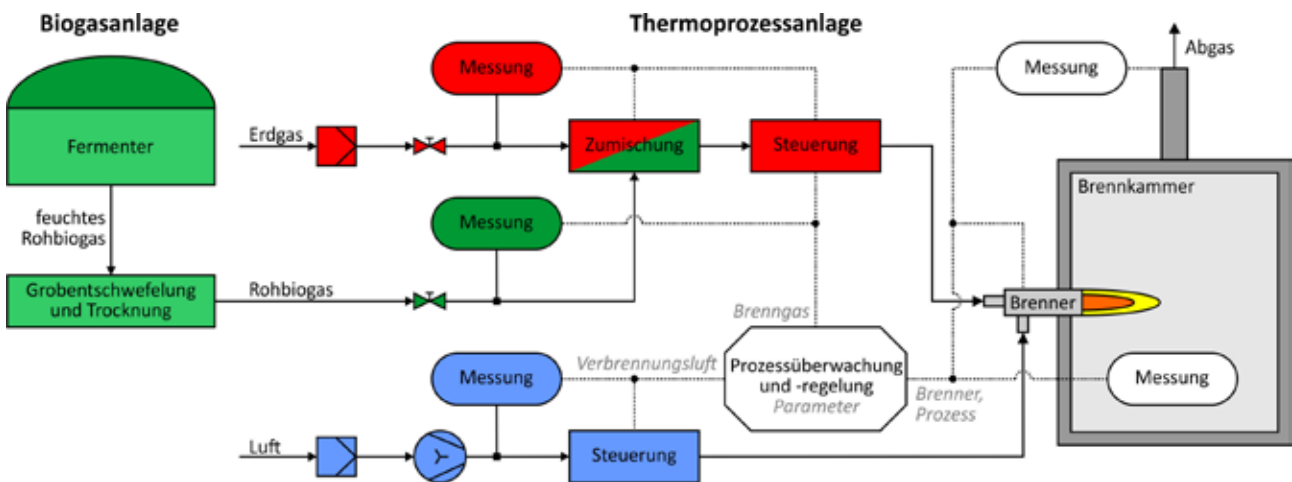 Biogasanlage
Thermoprozessanlage
Abgas
Messung
Messung
Erdgas
Fermenter
Zumischung
Steuerung
Brennkammer
feuchtes
Rohbiogas
Messung
Grobentschwefelung
und Trocknung
Rohbiogas
Brenner
Brenngas
Verbrennungsluft
Messung
Prozessüberwachung
und -regelung
Parameter
Brenner,
Prozess
Messung
Luft
Steuerung